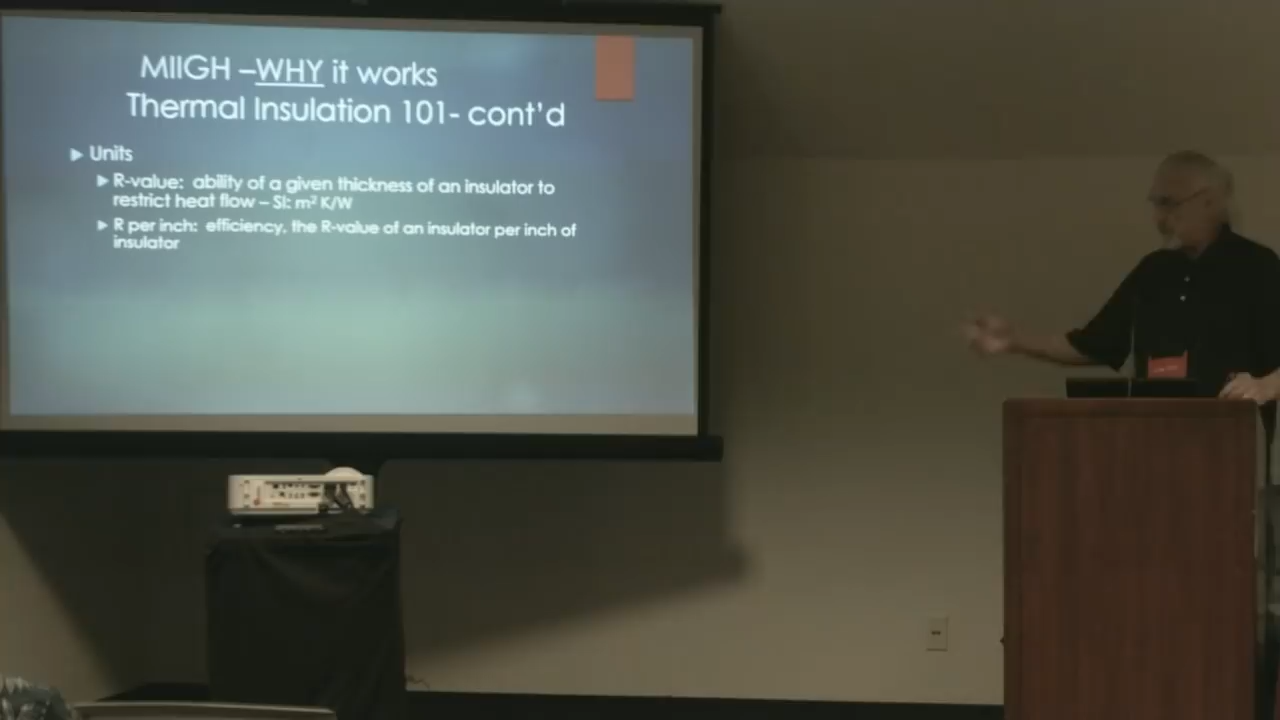 MIIGH –WHY it works
Thermal Insulation 101- cont'd
Units
R-value: ability of a given thickness of an insulator to
restrict heat flow – SI: m² K/W
R per inch: efficiency, the R-value of an insulator per inch of
insulator